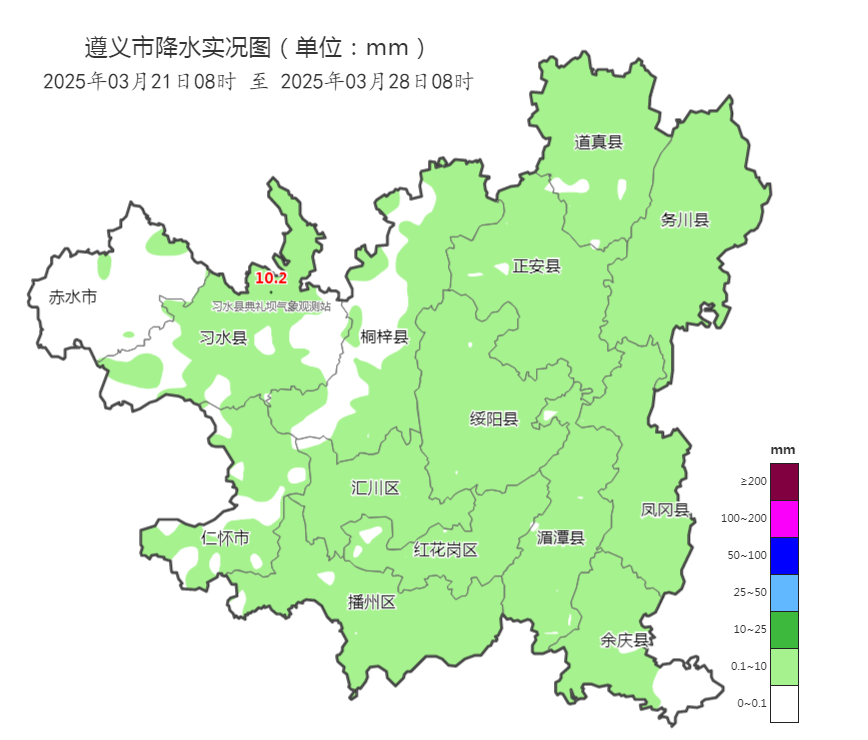 遵义市降水实况图（单位：mm）
2025年03月21日08时 至 2025年03月28日08时
道真县
务川县
正安县
10.2
赤水市
习水县典礼坝气象观测站
习水县
桐梓县
绥阳县
mm
≥200
汇川区
凤冈县
100~200
仁怀市
湄潭县
红花岗区
50~100
25~50
播州区
10~25
余庆县
0.1~10
0~0.1